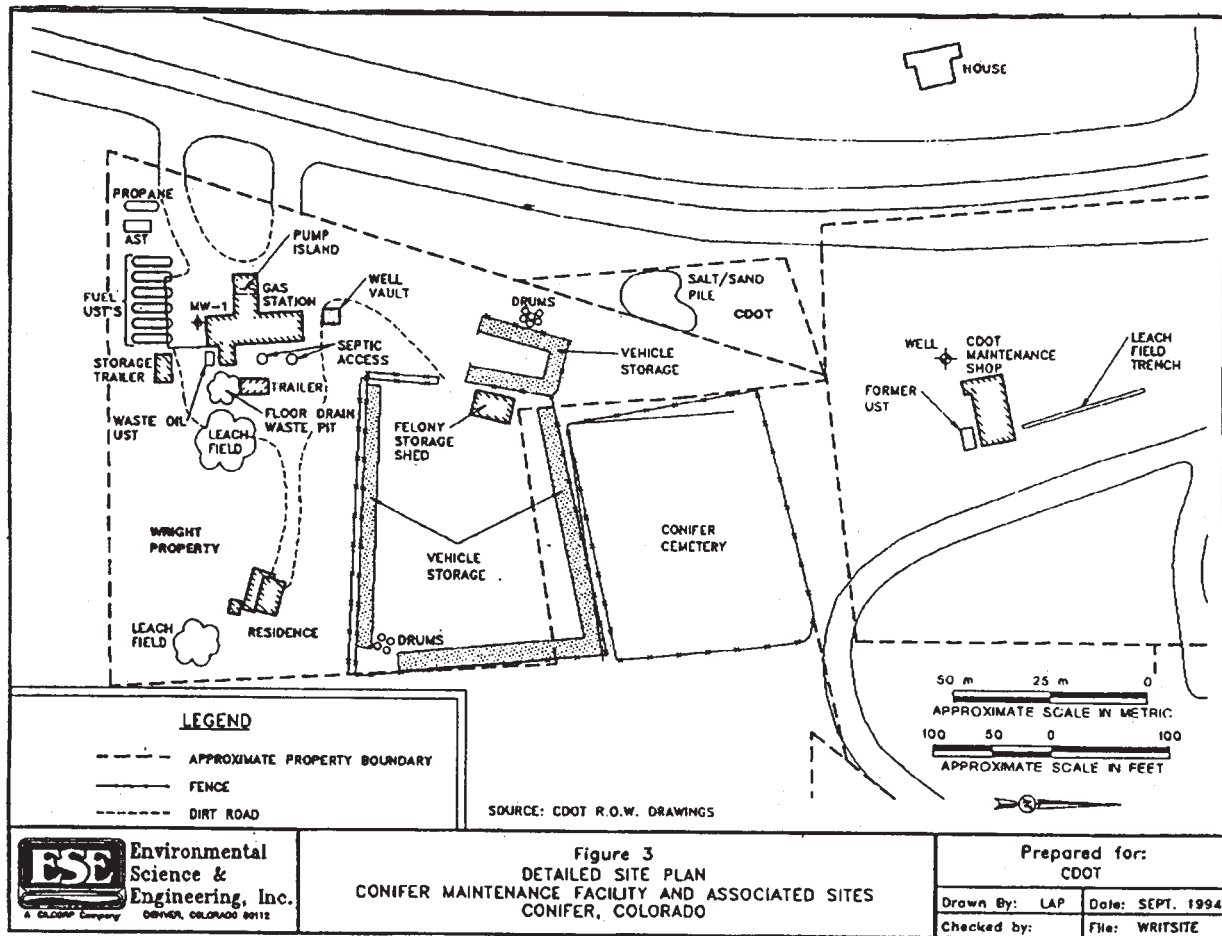 HOUSE
PROPANE
AST
FUEL
UST'S
MW-1
PUMP
ISLAND
GAS
STATION
WELL
VAULT
SEPTIC
ACCESS
STORAGE
TRAILER
TRAILER
WASTE OIL
UST
FLOOR DRAIN
WASTE PIT
LEACH
FIELD
DRUMS
SALT/SAND
PILE
CDOT
VEHICLE
STORAGE
FELONY
STORAGE
SHED
WELL
CDOT
MAINTENANCE
SHOP
LEACH
FIELD
TRENCH
FORMER
UST
WRIGHT
PROPERTY
VEHICLE
STORAGE
CONIFER
CEMETERY
LEACH
FIELD
RESIDENCE
DRUMS
50 m 25 m 0
APPROXIMATE SCALE IN METRIC
100 50 0 100
APPROXIMATE SCALE IN FEET
N
LEGEND
APPROXIMATE PROPERTY BOUNDARY
FENCE
DIRT ROAD
SOURCE: CDOT R.O.W. DRAWINGS
ESE
A CILCORP Company
Environmental
Science &
Engineering, Inc.
DENVER, COLORADO 80112
Figure 3
DETAILED SITE PLAN
CONIFER MAINTENANCE FACILITY AND ASSOCIATED SITES
CONIFER, COLORADO
Prepared for:
CDOT
Drawn By: LAP
Date: SEPT. 1994
Checked by:
File: WRITSITE